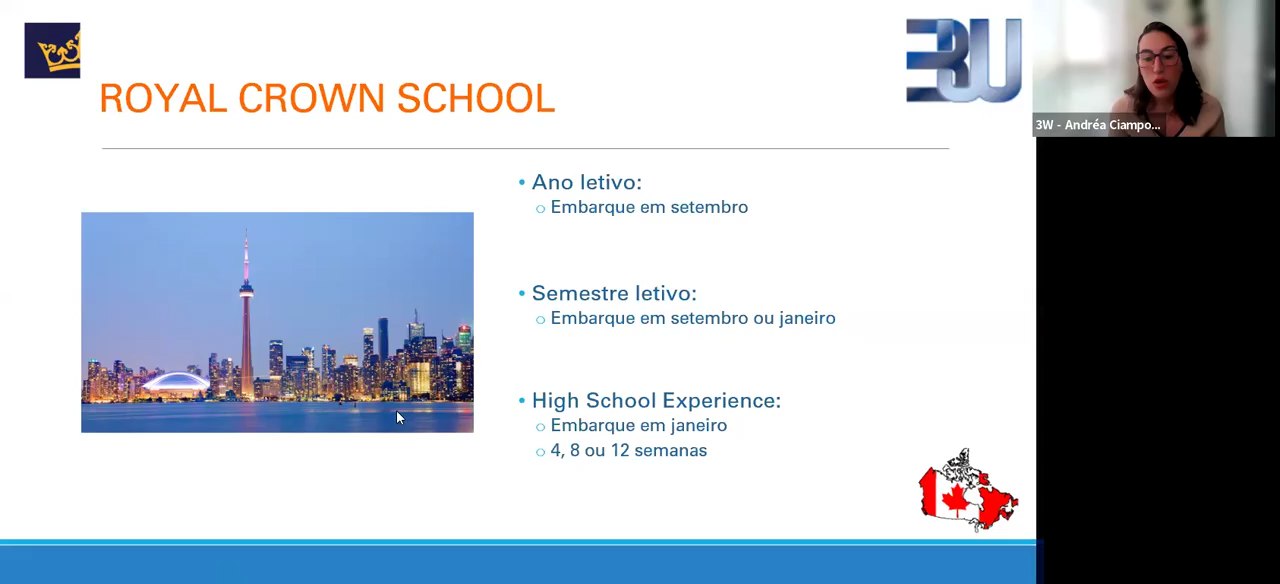 3W
ROYAL CROWN SCHOOL
3W - Andréa Ciampo...
• Ano letivo:
o Embarque em setembro
• Semestre letivo:
o Embarque em setembro ou janeiro
• High School Experience:
o Embarque em janeiro
o 4, 8 ou 12 semanas